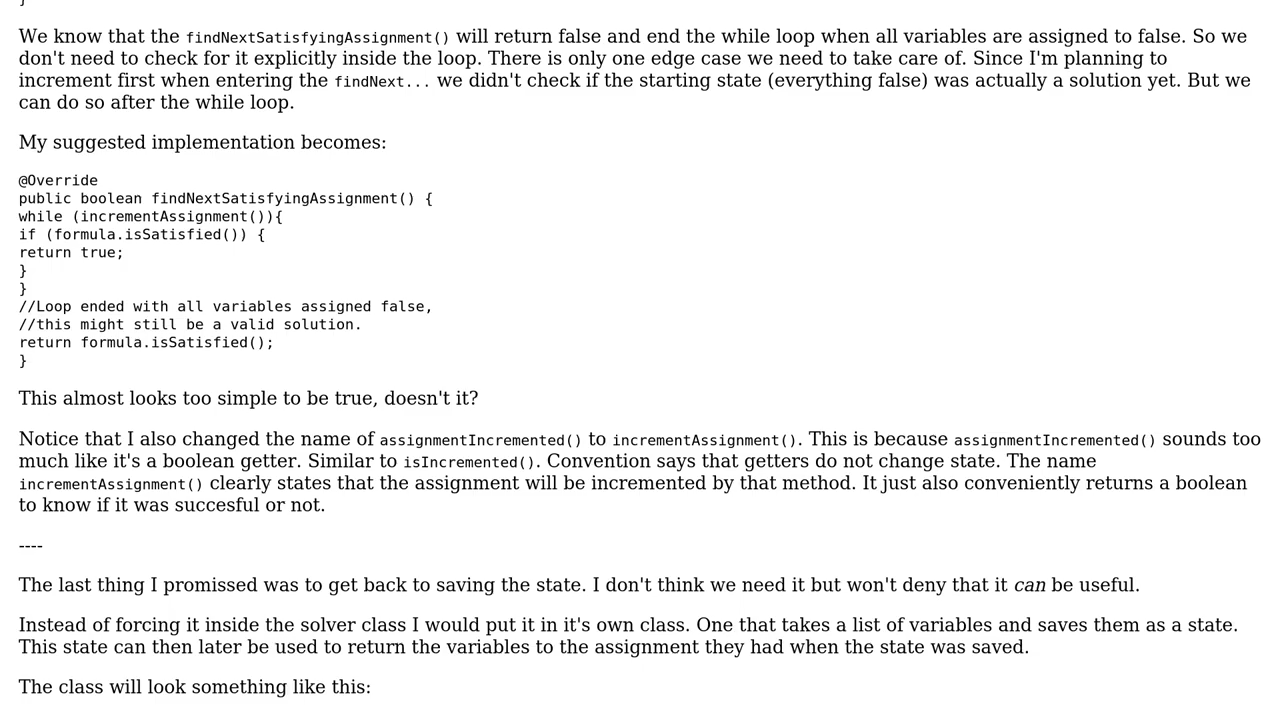 }
We know that the findNextSatisfyingAssignment() will return false and end the while loop when all variables are assigned to false. So we
don't need to check for it explicitly inside the loop. There is only one edge case we need to take care of. Since I'm planning to
increment first when entering the findNext... we didn't check if the starting state (everything false) was actually a solution yet. But we
can do so after the while loop.
My suggested implementation becomes:
@Override
public boolean findNextSatisfyingAssignment() {
while (incrementAssignment()){
if (formula.isSatisfied()) {
return true;
}
}
//Loop ended with all variables assigned false,
//this might still be a valid solution.
return formula.isSatisfied();
}
This almost looks too simple to be true, doesn't it?
Notice that I also changed the name of assignmentIncremented() to incrementAssignment(). This is because assignmentIncremented() sounds too
much like it's a boolean getter. Similar to isIncremented(). Convention says that getters do not change state. The name
incrementAssignment() clearly states that the assignment will be incremented by that method. It just also conveniently returns a boolean
to know if it was succesful or not.
----
The last thing I promissed was to get back to saving the state. I don't think we need it but won't deny that it can be useful.
Instead of forcing it inside the solver class I would put it in it's own class. One that takes a list of variables and saves them as a state.
This state can then later be used to return the variables to the assignment they had when the state was saved.
The class will look something like this: